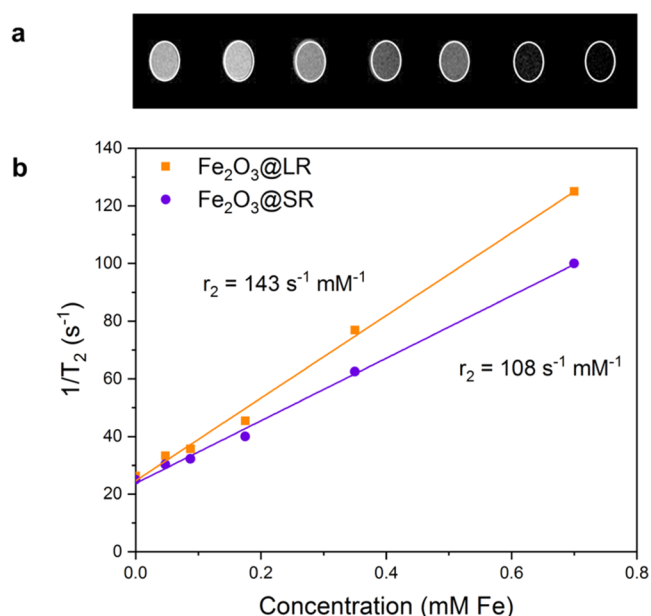 a
b
140
120
100
80
60
40
20
0
1/T₂ (s⁻¹)
Fe₂O₃@LR
Fe₂O₃@SR
r₂ = 143 s⁻¹ mM⁻¹
r₂ = 108 s⁻¹ mM⁻¹
0.0 0.2 0.4 0.6 0.8
Concentration (mM Fe)